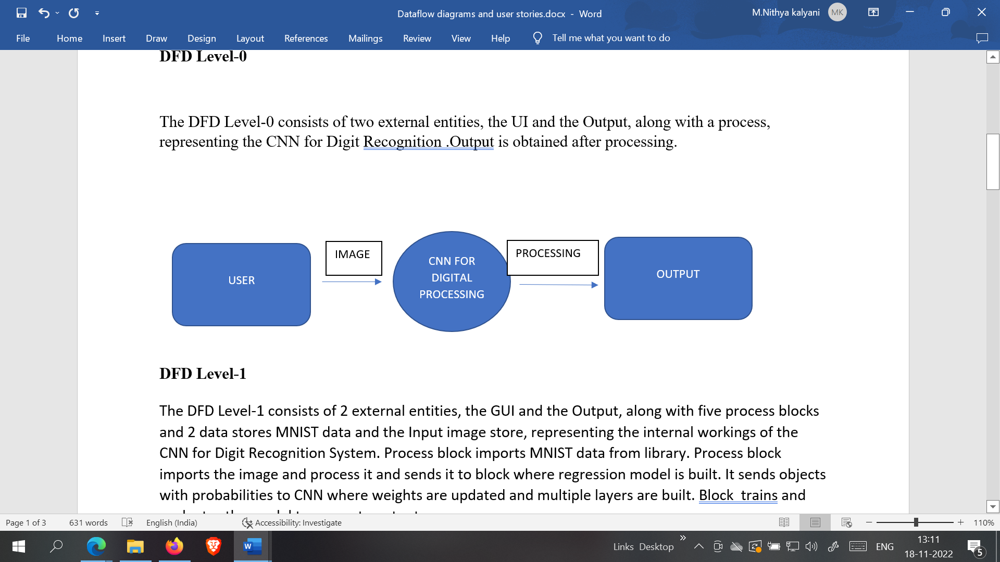 Dataflow diagrams and user stories.docx - Word
M.Nithya kalyani MK
File Home Insert Draw Design Layout References Mailings Review View Help Tell me what you want to do
DFD Level-0
The DFD Level-0 consists of two external entities, the UI and the Output, along with a process,
representing the CNN for Digit Recognition .Output is obtained after processing.
USER
IMAGE
CNN FOR
DIGITAL
PROCESSING
PROCESSING
OUTPUT
DFD Level-1
The DFD Level-1 consists of 2 external entities, the GUI and the Output, along with five process blocks
and 2 data stores MNIST data and the Input image store, representing the internal workings of the
CNN for Digit Recognition System. Process block imports MNIST data from library. Process block
imports the image and process it and sends it to block where regression model is built. It sends objects
with probabilities to CNN where weights are updated and multiple layers are built. Block  trains and
Page 1 of 3 631 words English (India) Accessibility: Investigate 110%
Links Desktop ENG 13:11
18-11-2022 5